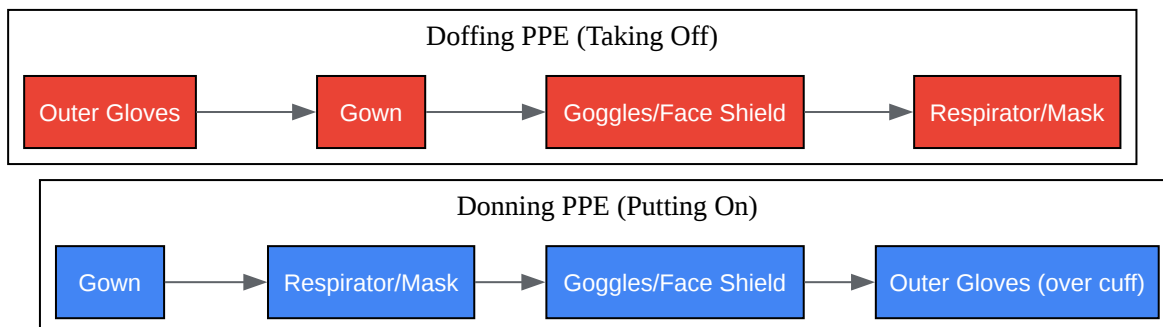 Doffing PPE (Taking Off)
Outer Gloves
Gown
Goggles/Face Shield
Respirator/Mask
Donning PPE (Putting On)
Gown
Respirator/Mask
Goggles/Face Shield
Outer Gloves (over cuff)